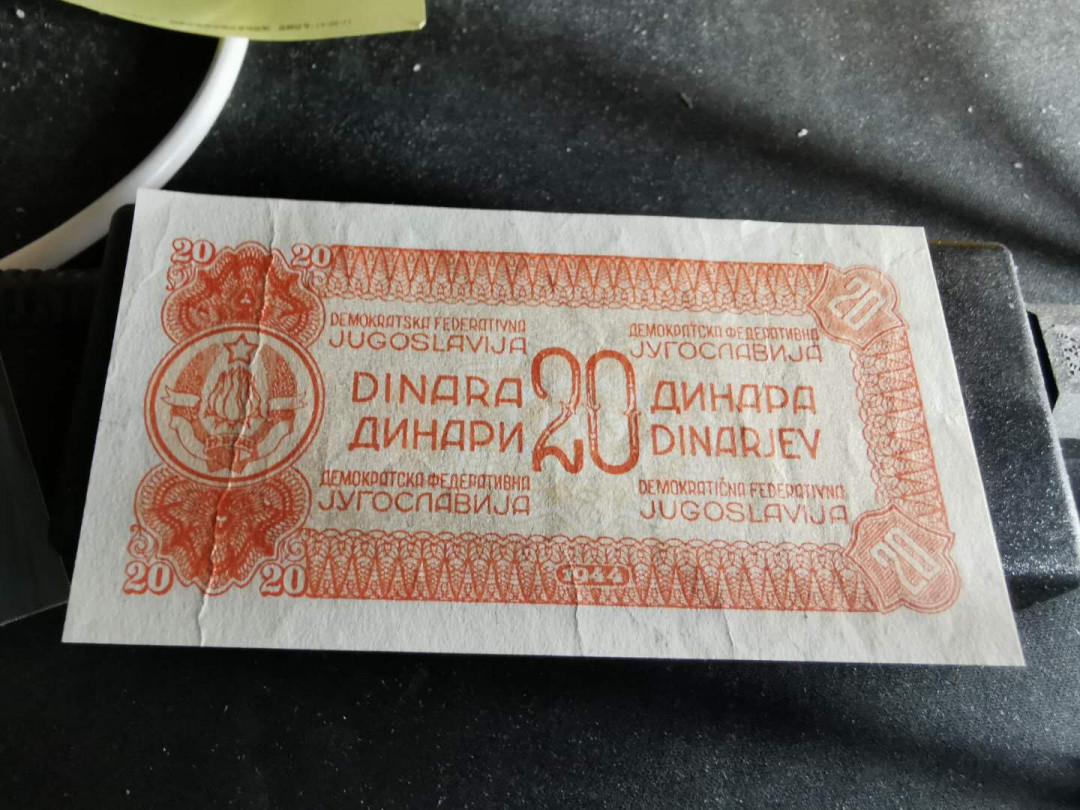 20
20
20
DEMOKRATSKA FEDERATIVNA
JUGOSLAVIJA
ДЕМОКРАТСКА ФЕДЕРАТИВНА
ЈУГОСЛАВИЈА
DINARA
ДИНАРИ
20
ДИНАРА
DINARJEV
ДЕМОКРАТСКА ФЕДЕРАТИВНА
ЈУГОСЛАВИЈА
DEMOKRATIČNA FEDERATIVNA
JUGOSLAVIJA
20
20
1944
20